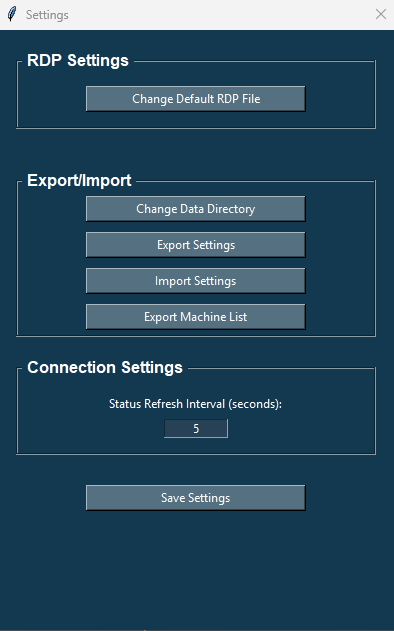 Settings
RDP Settings
Change Default RDP File
Export/Import
Change Data Directory
Export Settings
Import Settings
Export Machine List
Connection Settings
Status Refresh Interval (seconds):
5
Save Settings